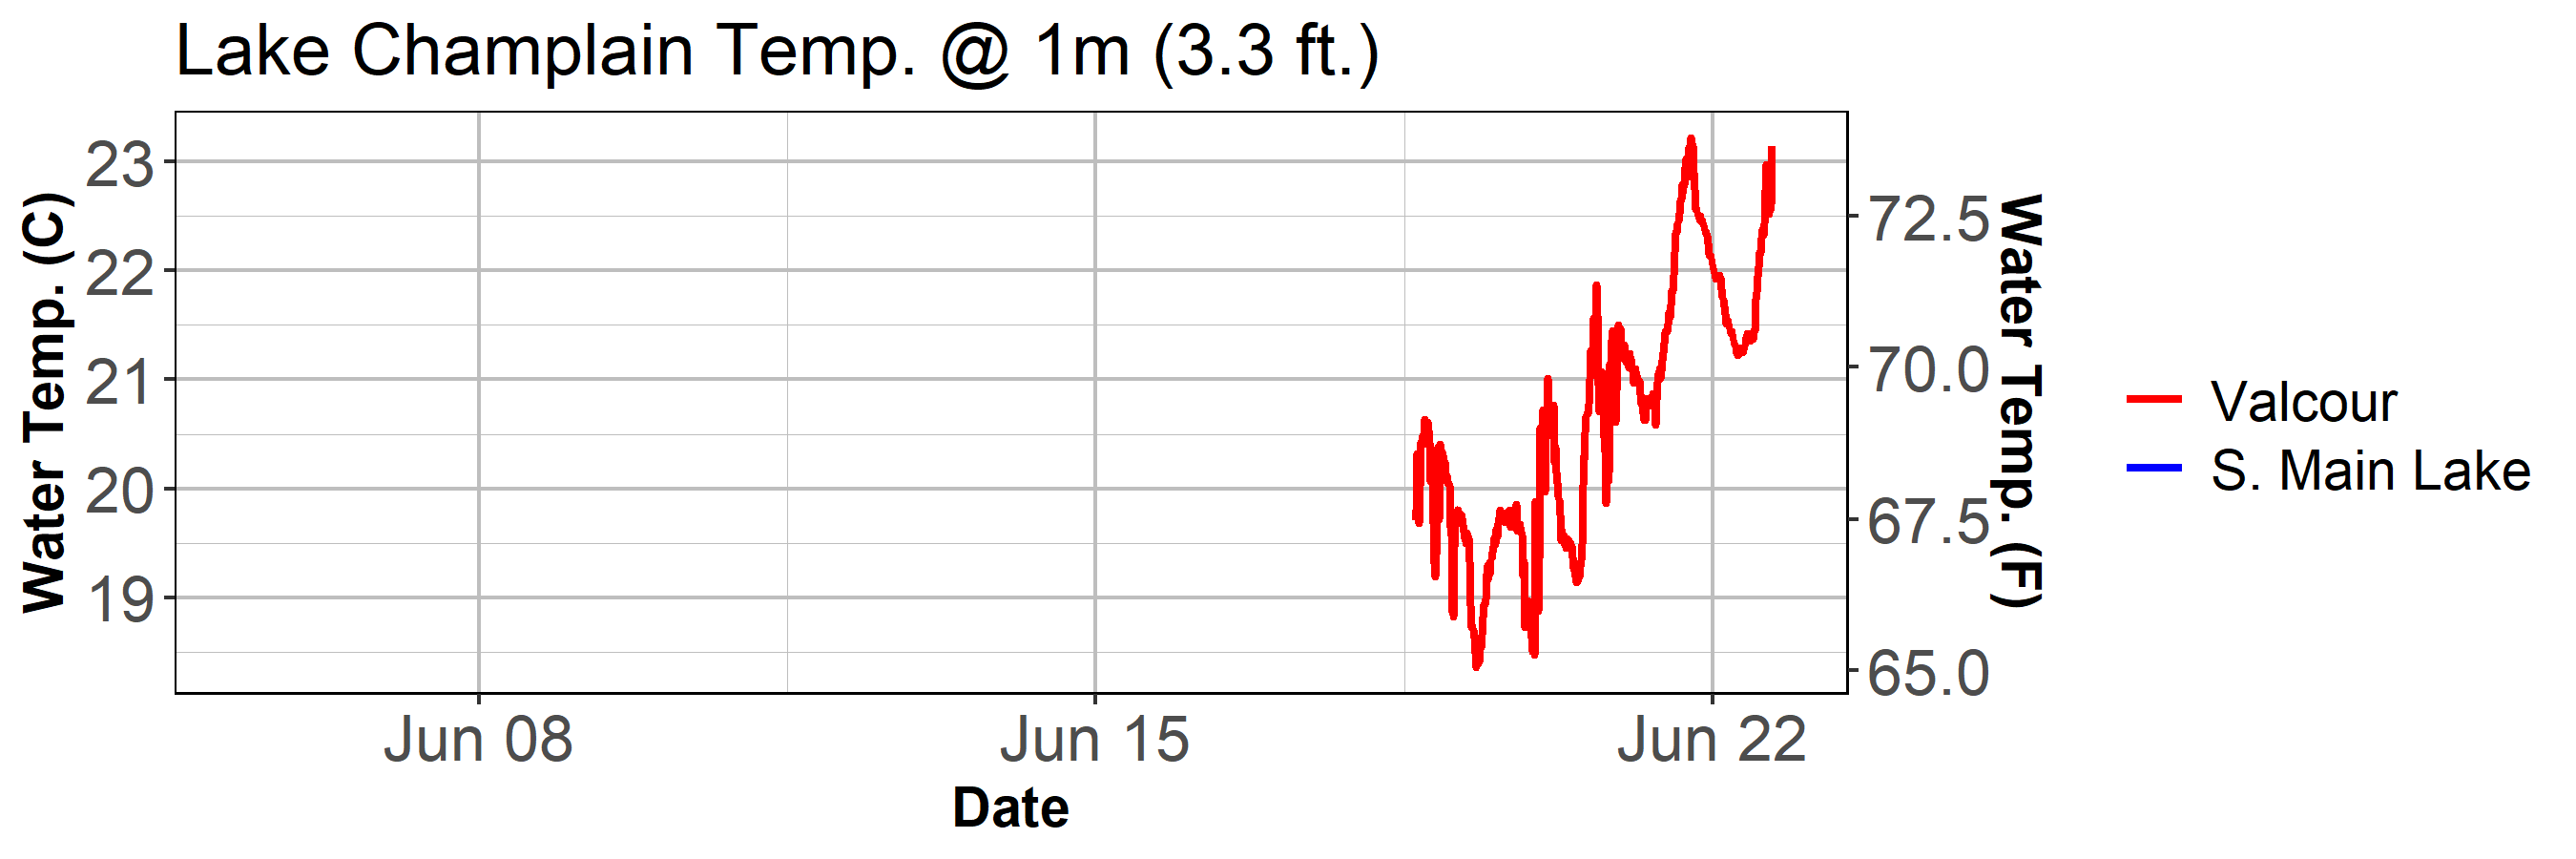 Lake Champlain Temp. @ 1m (3.3 ft.)
Water Temp. (C)
23
22
21
20
19
72.5
70.0
67.5
65.0
Water Temp. (F)
Jun 08
Jun 15
Jun 22
Date
Valcour
S. Main Lake